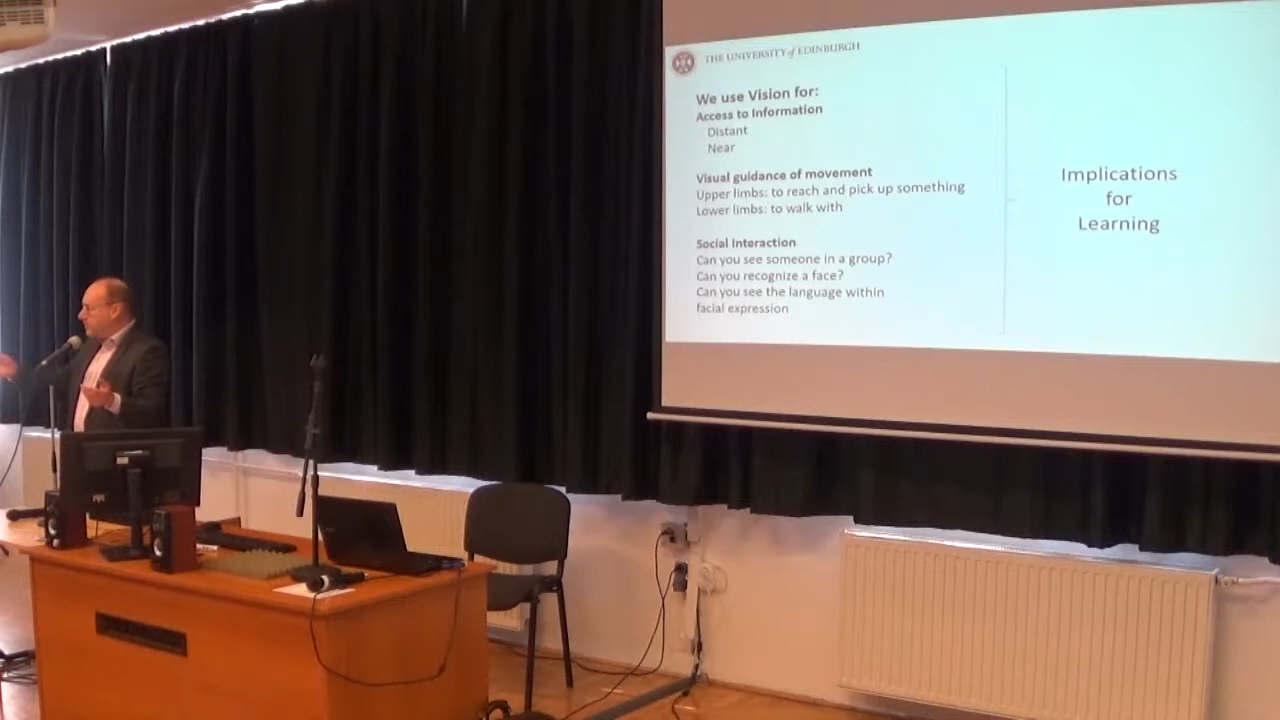 THE UNIVERSITY of EDINBURGH
We use Vision for:
Access to Information
Distant
Near
Visual guidance of movement
Upper limbs: to reach and pick up something
Lower limbs: to walk with
Social Interaction
Can you see someone in a group?
Can you recognize a face?
Can you see the language within
facial expression
Implications
for
Learning